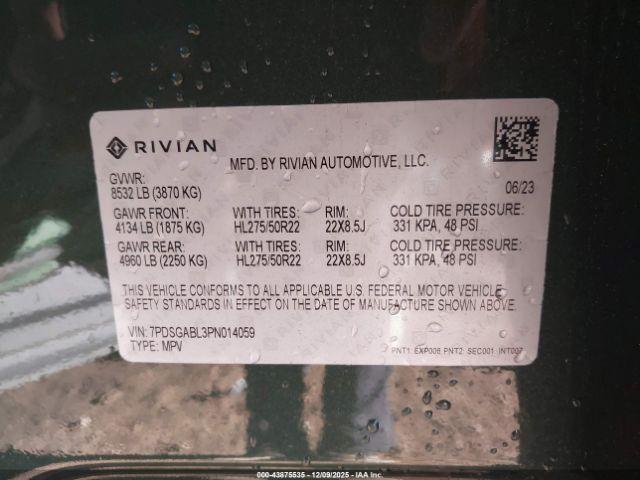 RIVIAN
MFD. BY RIVIAN AUTOMOTIVE, LLC.
GVWR:
8532 LB (3870 KG) 06/23
GAWR FRONT: WITH TIRES: RIM: COLD TIRE PRESSURE:
4134 LB (1875 KG) HL275/50R22 22X8.5J 331 KPA, 48 PSI
GAWR REAR: WITH TIRES: RIM: COLD TIRE PRESSURE:
4960 LB (2250 KG) HL275/50R22 22X8.5J 331 KPA, 48 PSI
THIS VEHICLE CONFORMS TO ALL APPLICABLE U.S. FEDERAL MOTOR VEHICLE
SAFETY STANDARDS IN EFFECT ON THE DATE OF MANUFACTURE SHOWN ABOVE.
VIN: 7PDSGABL3PN014059
TYPE: MPV
PNT1: EXP006 PNT2: SEC001 INT007
000-43875535 - 12/09/2025 - IAA Inc.